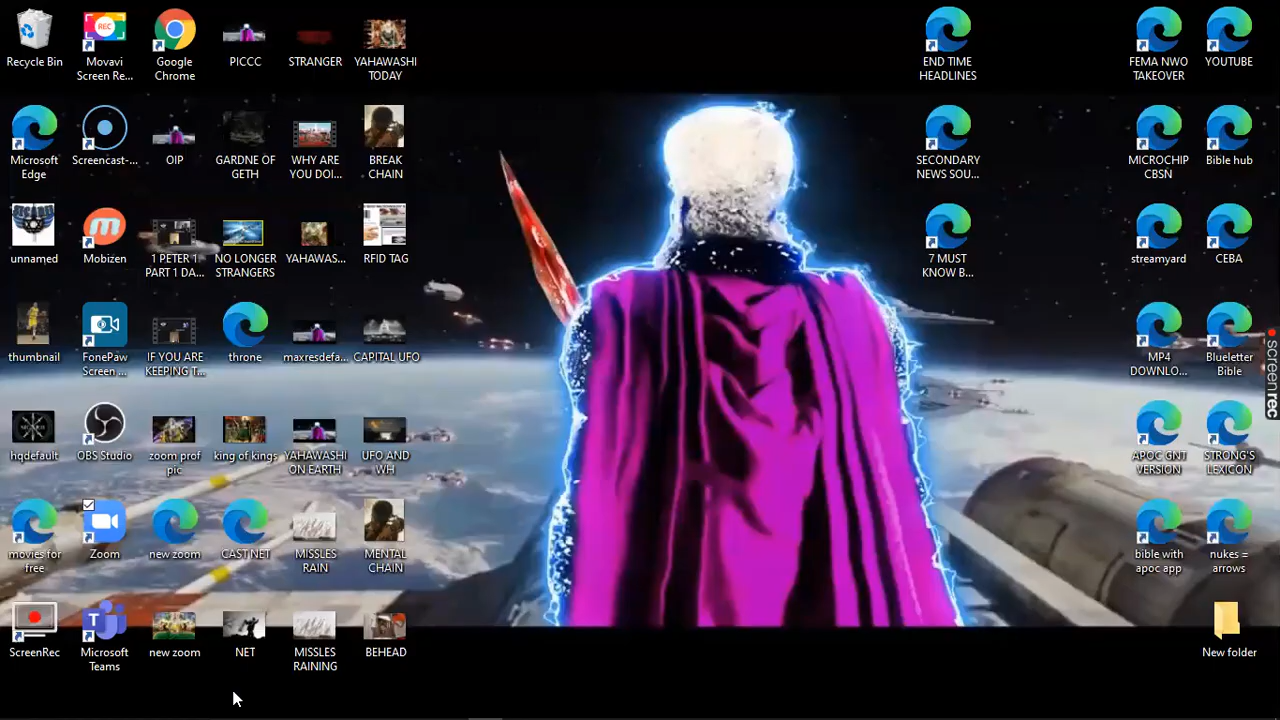 Recycle Bin
Movavi
Screen Re...
REC
Google
Chrome
PICCC
STRANGER
YAHAWASHI
TODAY
END TIME
HEADLINES
FEMA NWO
TAKEOVER
YOUTUBE
Microsoft
Edge
Screencast-...
OIP
GARDNE OF
GETH
WHY ARE
YOU DOI...
BREAK
CHAIN
SECONDARY
NEWS SOU...
MICROCHIP
CBSN
Bible hub
unnamed
Mobizen
1 PETER 1
PART 1 DA...
NO LONGER
STRANGERS
YAHAWAS...
RFID TAG
7 MUST
KNOW B...
streamyard
CEBA
thumbnail
FonePaw
Screen ...
IF YOU ARE
KEEPING T...
throne
maxresdefa...
CAPITAL UFO
MP4
DOWNLO...
Blueletter
Bible
screenrec
hqdefault
OBS Studio
zoom prof
pic
king of kings
YAHAWASHI
ON EARTH
UFO AND
WH
APOC GNT
VERSION
STRONG'S
LEXICON
movies for
free
Zoom
new zoom
CAST NET
MISSLES
RAIN
MENTAL
CHAIN
bible with
apoc app
nukes =
arrows
ScreenRec
Microsoft
Teams
new zoom
NET
MISSLES
RAINING
BEHEAD
New folder